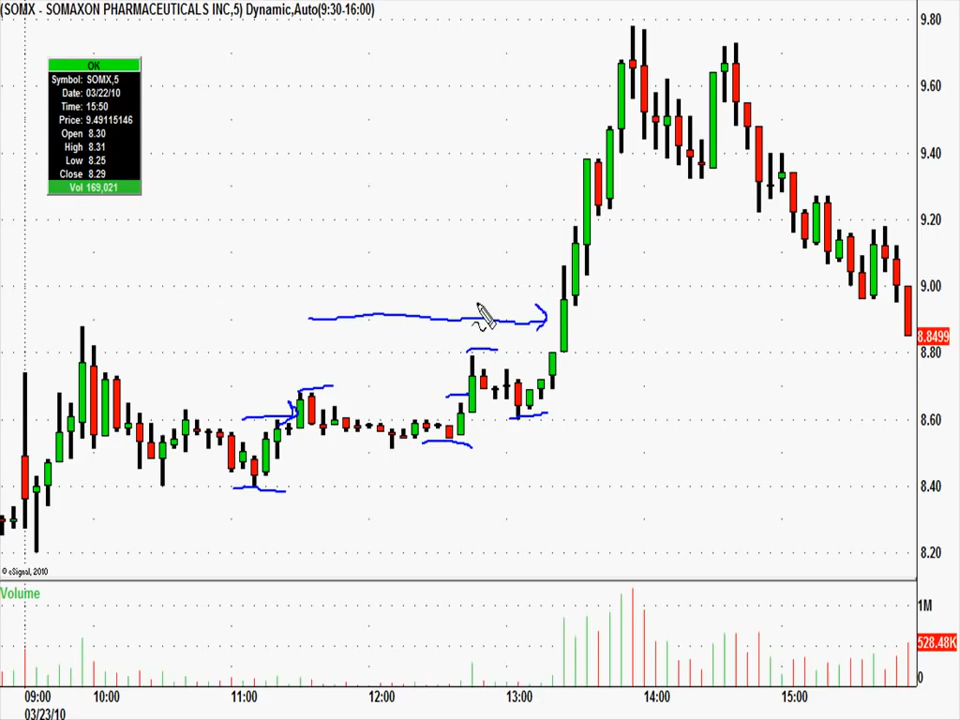 (SOMX - SOMAXON PHARMACEUTICALS INC,5) Dynamic,Auto(9:30-16:00)
OK
Symbol: SOMX,5
Date: 03/22/10
Time: 15:50
Price: 9.49115146
Open 8.30
High 8.31
Low 8.25
Close 8.29
Vol 169,021
9.80
9.60
9.40
9.20
9.00
8.8499
8.80
8.60
8.40
8.20
© eSignal, 2010
Volume
1M
528.48K
0
09:00 10:00 11:00 12:00 13:00 14:00 15:00
03/23/10